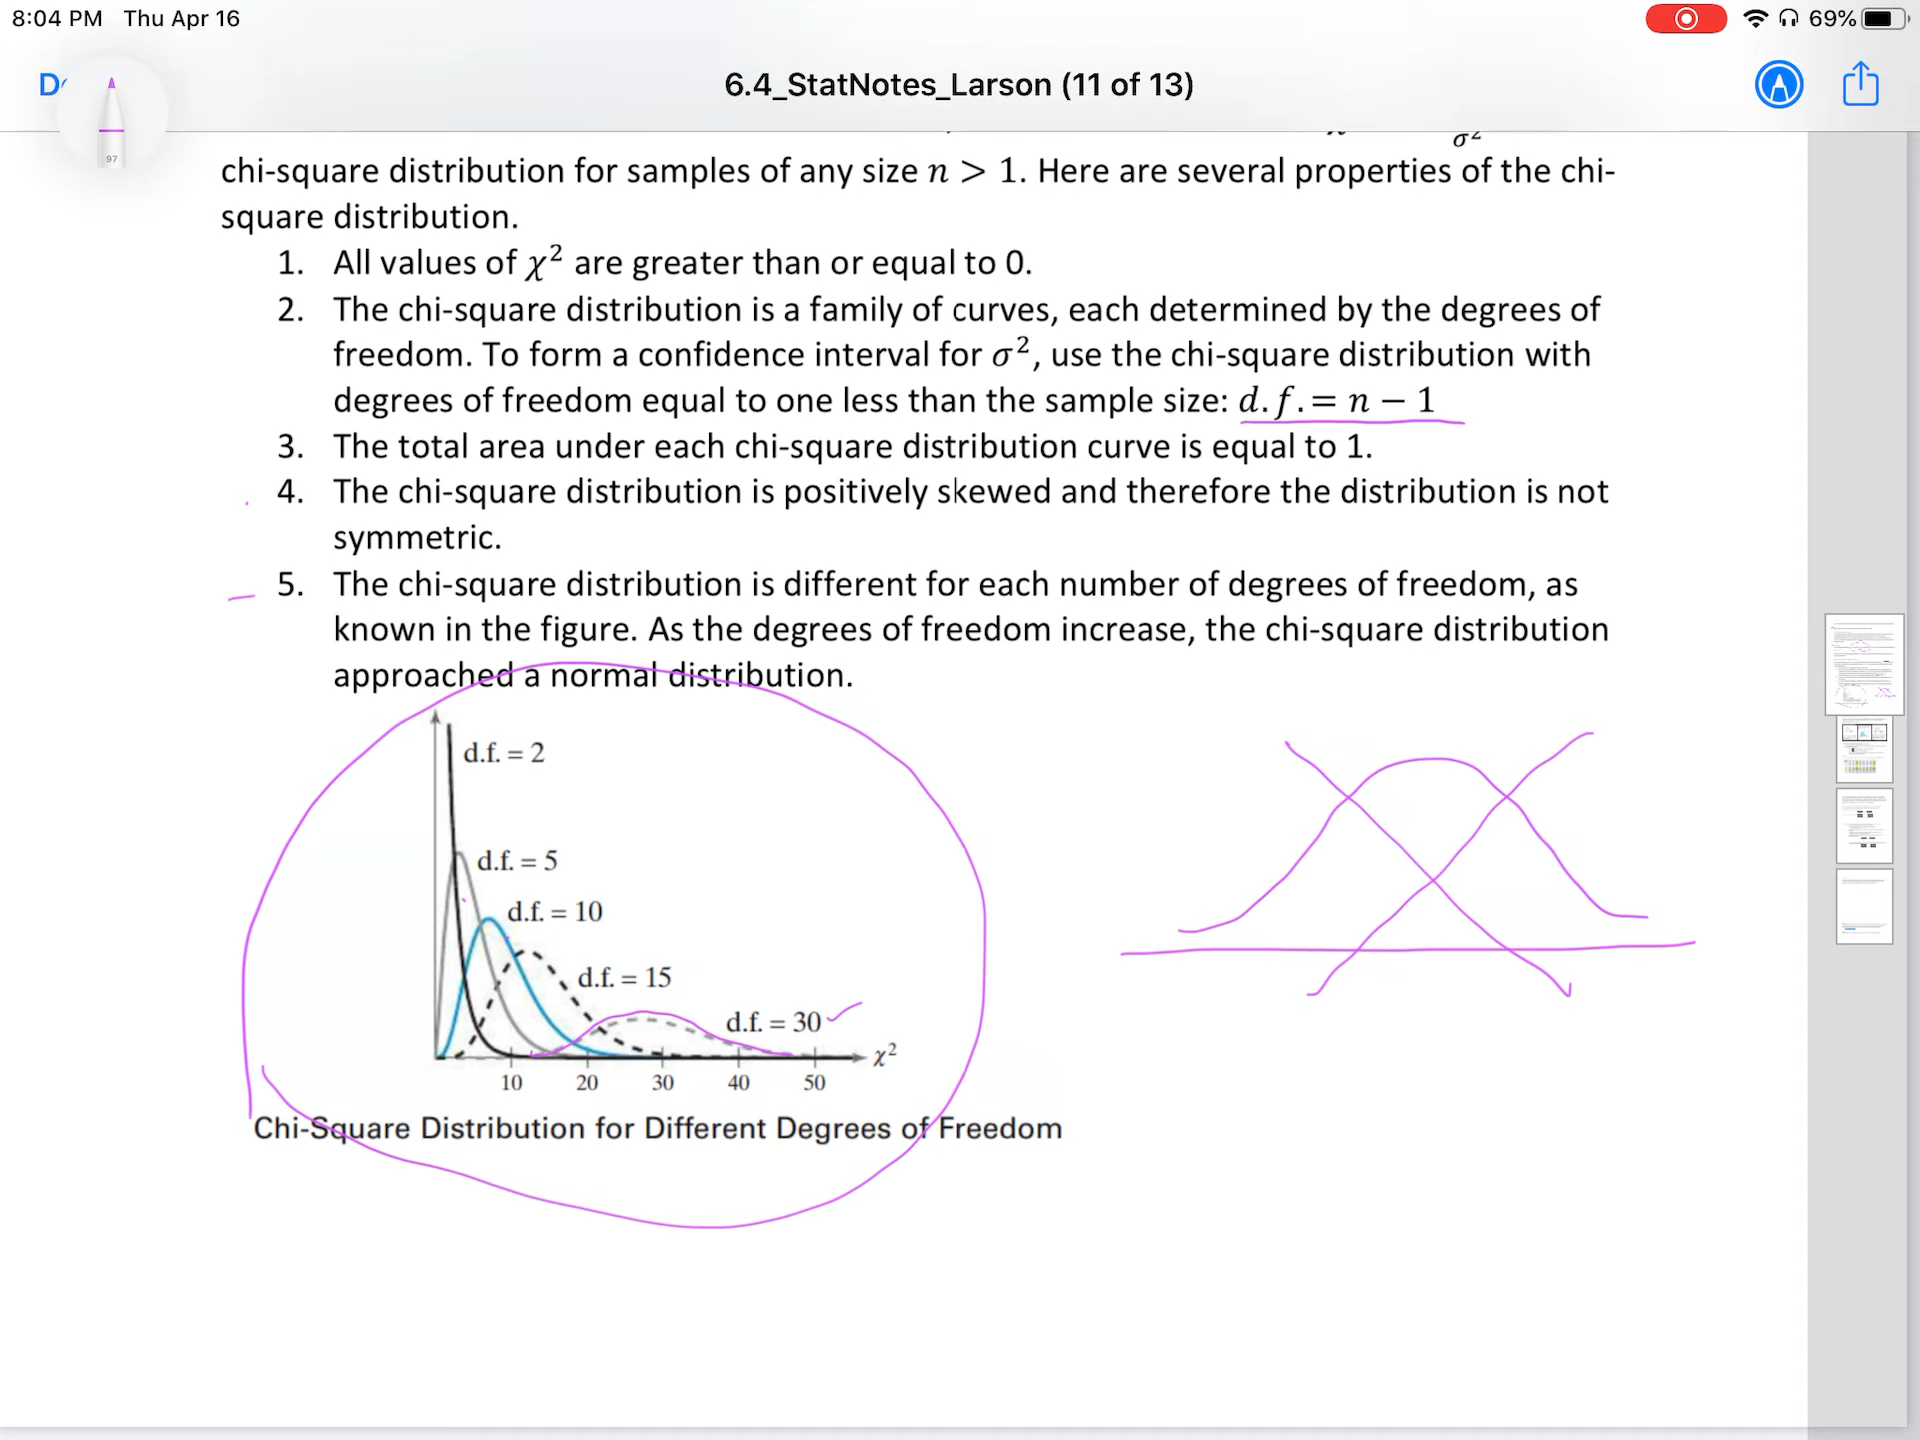 8:04 PM Thu Apr 16
69%
6.4_StatNotes_Larson (11 of 13)
97
σ²
chi-square distribution for samples of any size n > 1. Here are several properties of the chi-
square distribution.
1. All values of χ² are greater than or equal to 0.
2. The chi-square distribution is a family of curves, each determined by the degrees of
freedom. To form a confidence interval for σ², use the chi-square distribution with
degrees of freedom equal to one less than the sample size: d.f.= n − 1
3. The total area under each chi-square distribution curve is equal to 1.
4. The chi-square distribution is positively skewed and therefore the distribution is not
symmetric.
5. The chi-square distribution is different for each number of degrees of freedom, as
known in the figure. As the degrees of freedom increase, the chi-square distribution
approached a normal distribution.
d.f. = 2
d.f. = 5
d.f. = 10
d.f. = 15
d.f. = 30
χ²
10 20 30 40 50
Chi-Square Distribution for Different Degrees of Freedom